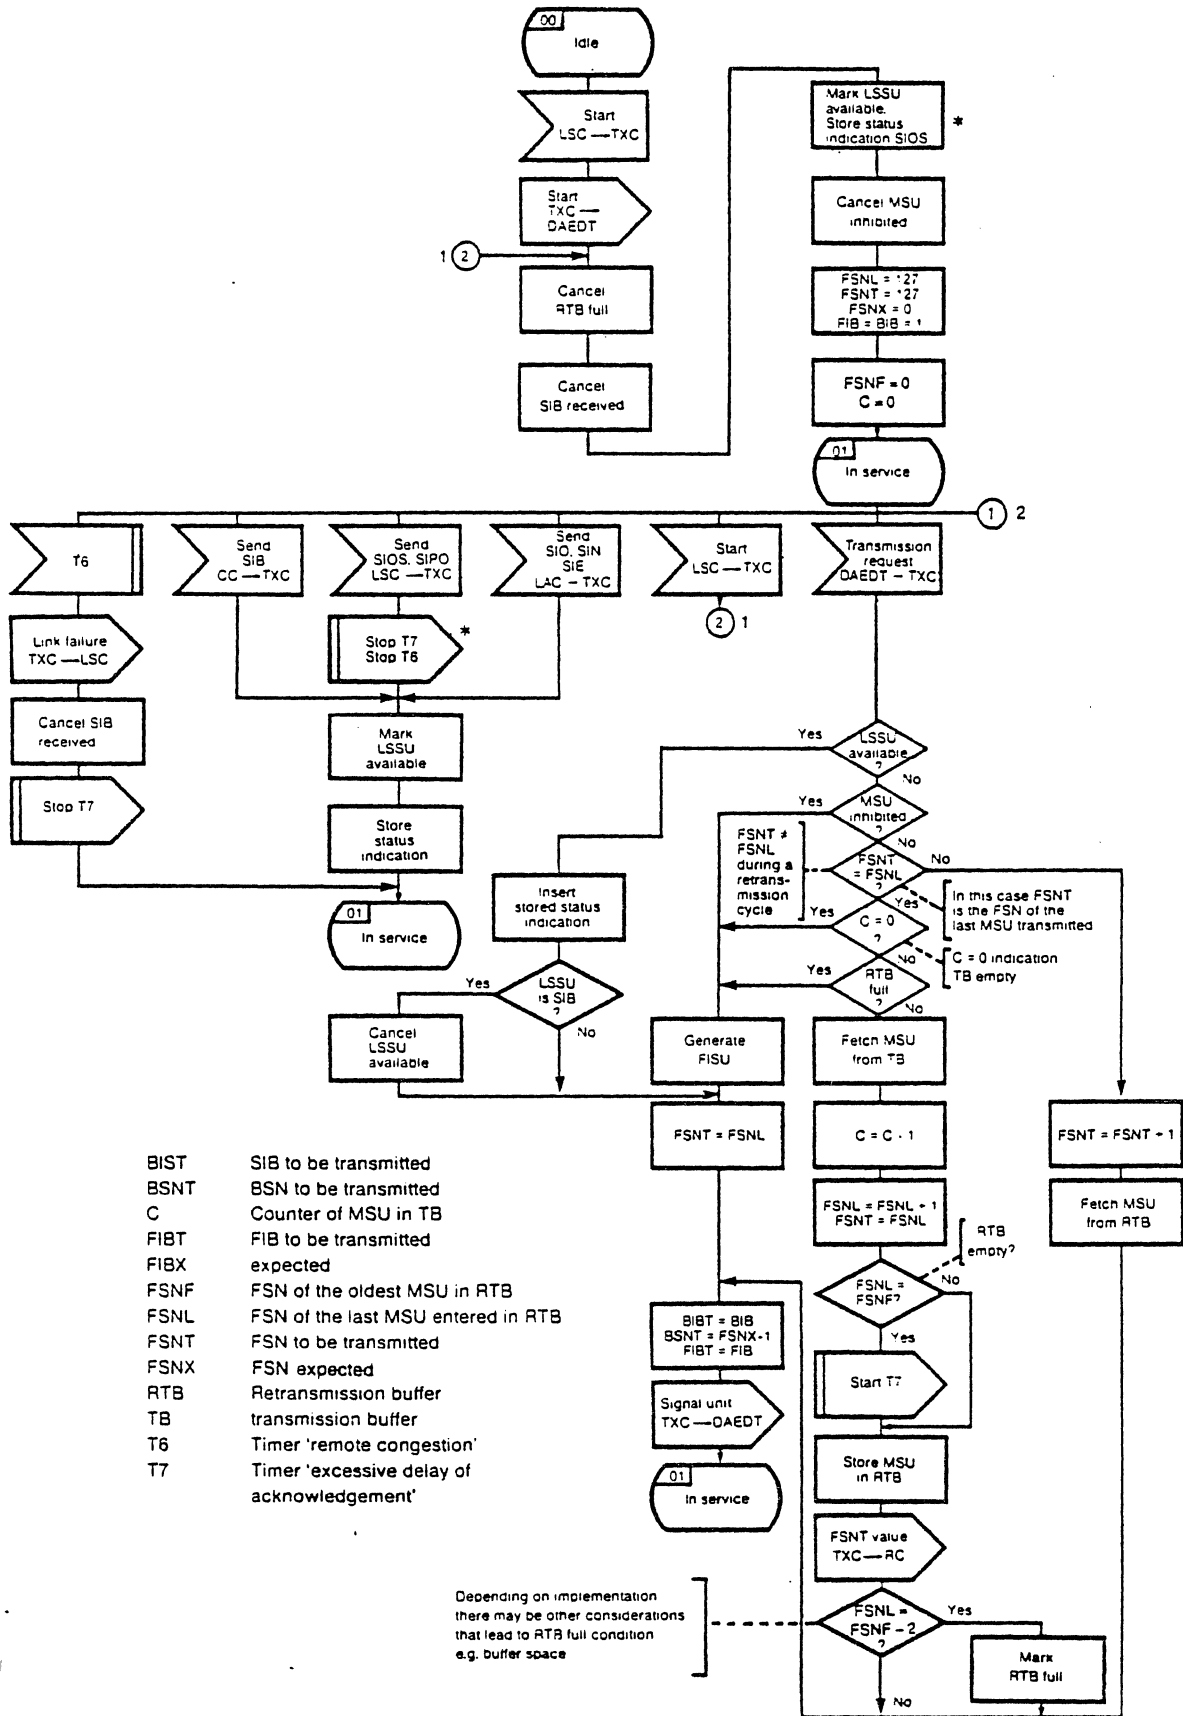 00
Idle
Start
LSC — TXC
Start
TXC —
DAEDT
1 2
Cancel
RTB full
Cancel
SIB received
Mark LSSU
available.
Store status
indication SIOS
*
Cancel MSU
inhibited
FSNL = 127
FSNT = 127
FSNX = 0
FIB = BIB = 1
FSNF = 0
C = 0
01
In service
1 2
T6
Send
SIB
CC — TXC
Send
SIOS, SIPO
LSC — TXC
Send
SIO, SIN
SIE
LAC - TXC
Start
LSC — TXC
Transmission
request
DAEDT - TXC
2 1
Link failure
TXC — LSC
Stop T7
Stop T6
*
Cancel SIB
received
Mark
LSSU
available
Stop T7
Store
status
indication
01
In service
Yes
LSSU
available
?
No
Yes
MSU
inhibited
?
No
FSNT ≠
FSNL
during a
retrans-
mission
cycle
FSNT
= FSNL
?
No
Yes
In this case FSNT
is the FSN of the
last MSU transmitted
Yes
C = 0
?
No
C = 0 indication
TB empty
Yes
RTB
full
?
No
Insert
stored status
indication
Yes
LSSU
is SIB
?
No
Cancel
LSSU
available
Generate
FISU
Fetch MSU
from TB
FSNT = FSNL
C = C - 1
FSNT = FSNT + 1
FSNL = FSNL + 1
FSNT = FSNL
Fetch MSU
from RTB
RTB
empty?
FSNL =
FSNF?
No
Yes
BIBT = BIB
BSNT = FSNX-1
FIBT = FIB
Start T7
Signal unit
TXC — DAEDT
Store MSU
in RTB
01
In service
FSNT value
TXC — RC
BIST SIB to be transmitted
BSNT BSN to be transmitted
C Counter of MSU in TB
FIBT FIB to be transmitted
FIBX expected
FSNF FSN of the oldest MSU in RTB
FSNL FSN of the last MSU entered in RTB
FSNT FSN to be transmitted
FSNX FSN expected
RTB Retransmission buffer
TB transmission buffer
T6 Timer 'remote congestion'
T7 Timer 'excessive delay of
acknowledgement'
Depending on implementation
there may be other considerations
that lead to RTB full condition
e.g. buffer space
FSNL =
FSNF - 2
?
Yes
No
Mark
RTB full